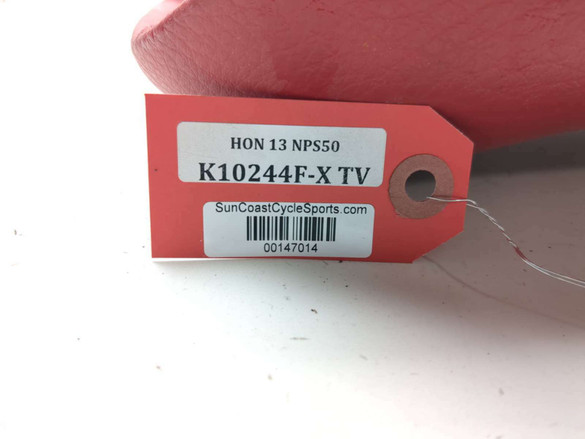 HON 13 NPS50
K10244F-X TV
SunCoastCycleSports.com
00147014